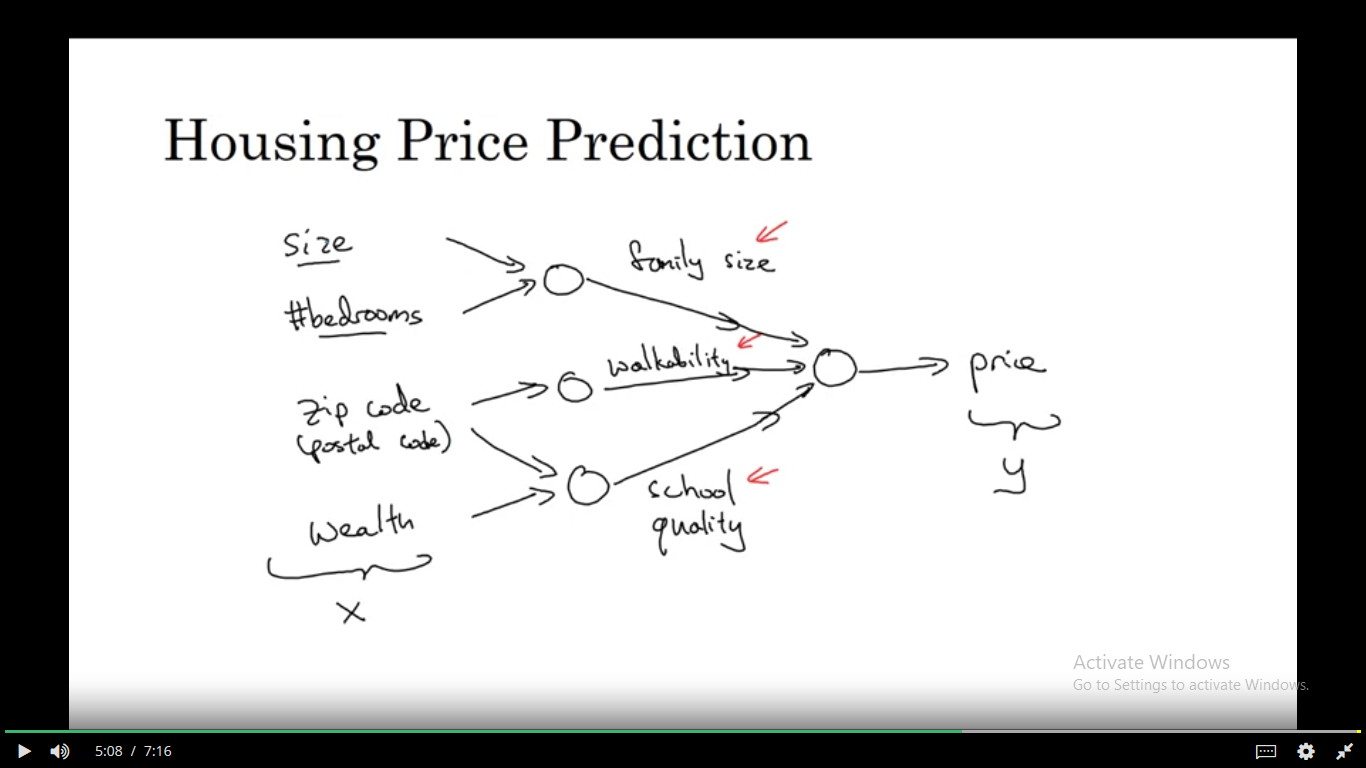 Housing Price Prediction
size
family size
#bedrooms
walkability
price
zip code
(postal code)
y
school
quality
wealth
x
Activate Windows
Go to Settings to activate Windows.
5:08 / 7:16